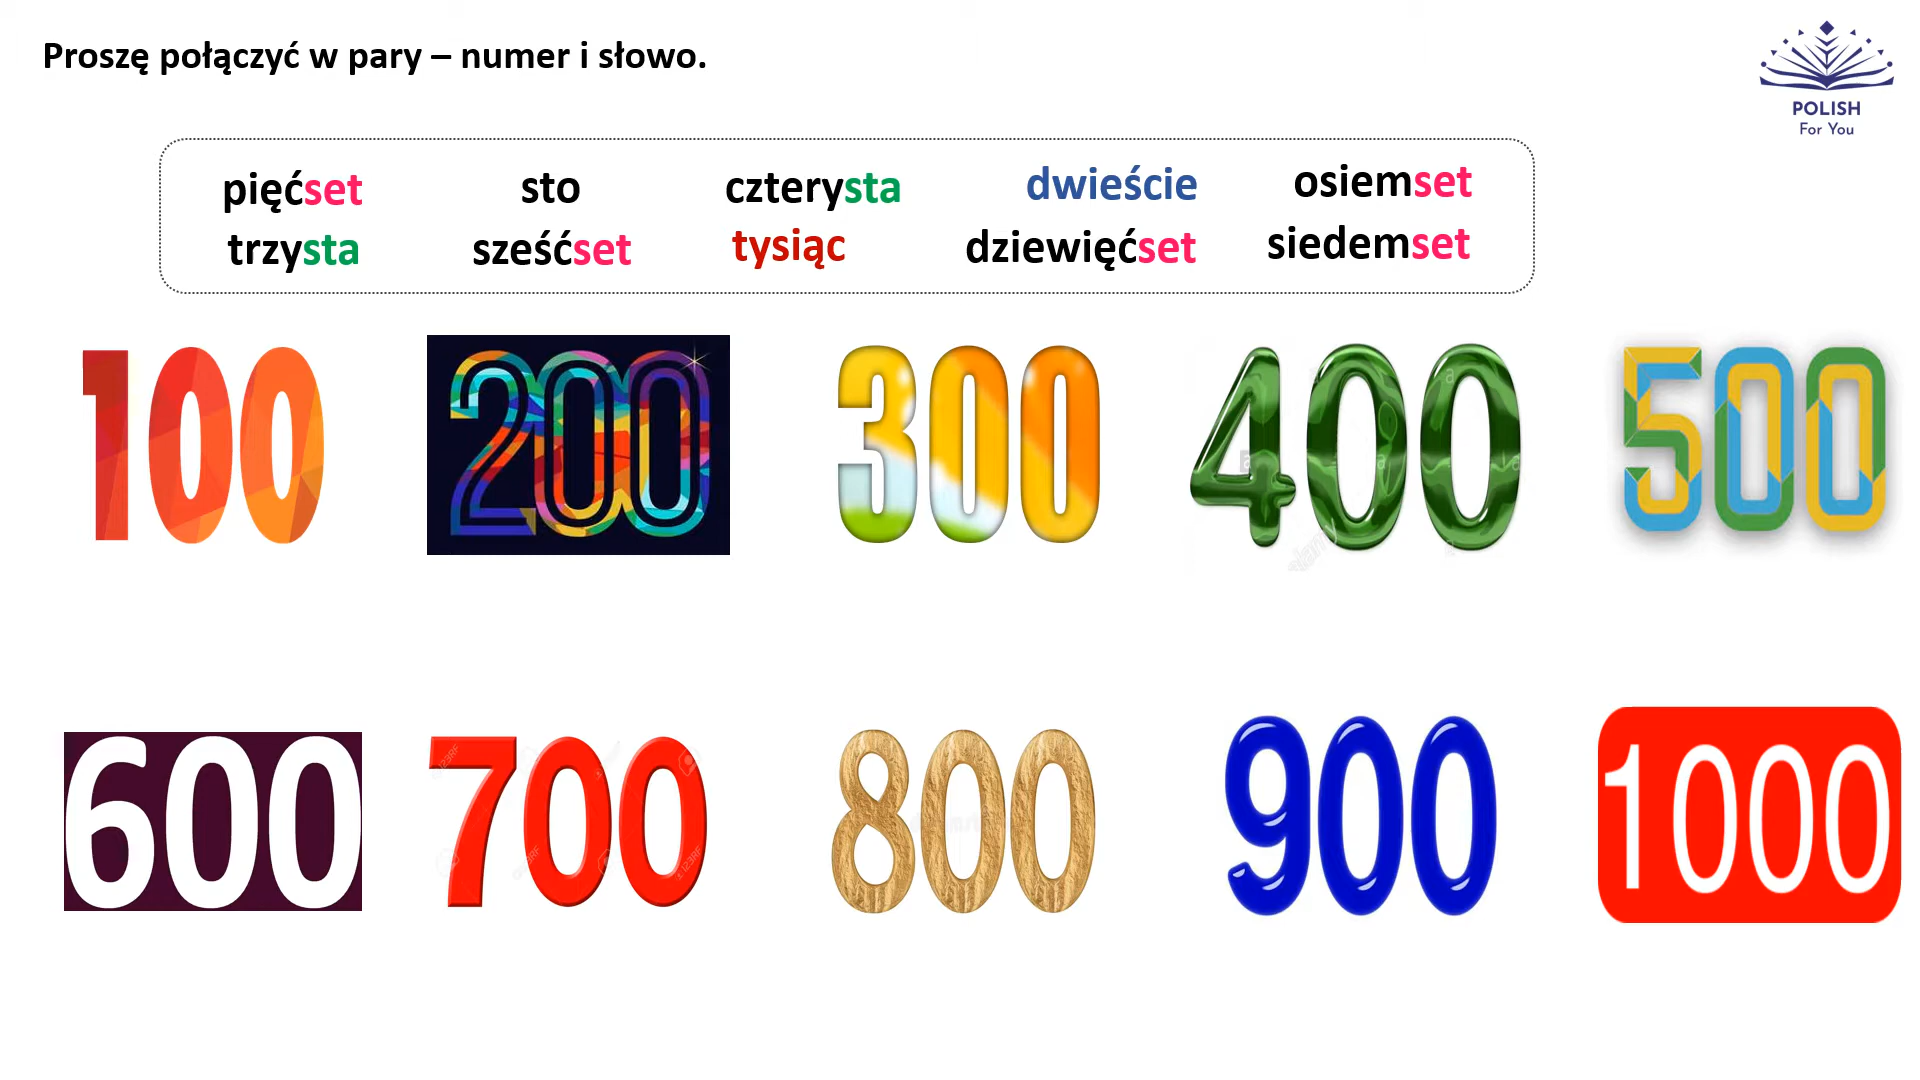 Proszę połączyć w pary – numer i słowo.
POLISH
For You
pięćset sto czterysta dwieście osiemset
trzysta sześćset tysiąc dziewięćset siedemset
100 200 300 400 500
600 700 800 900 1000